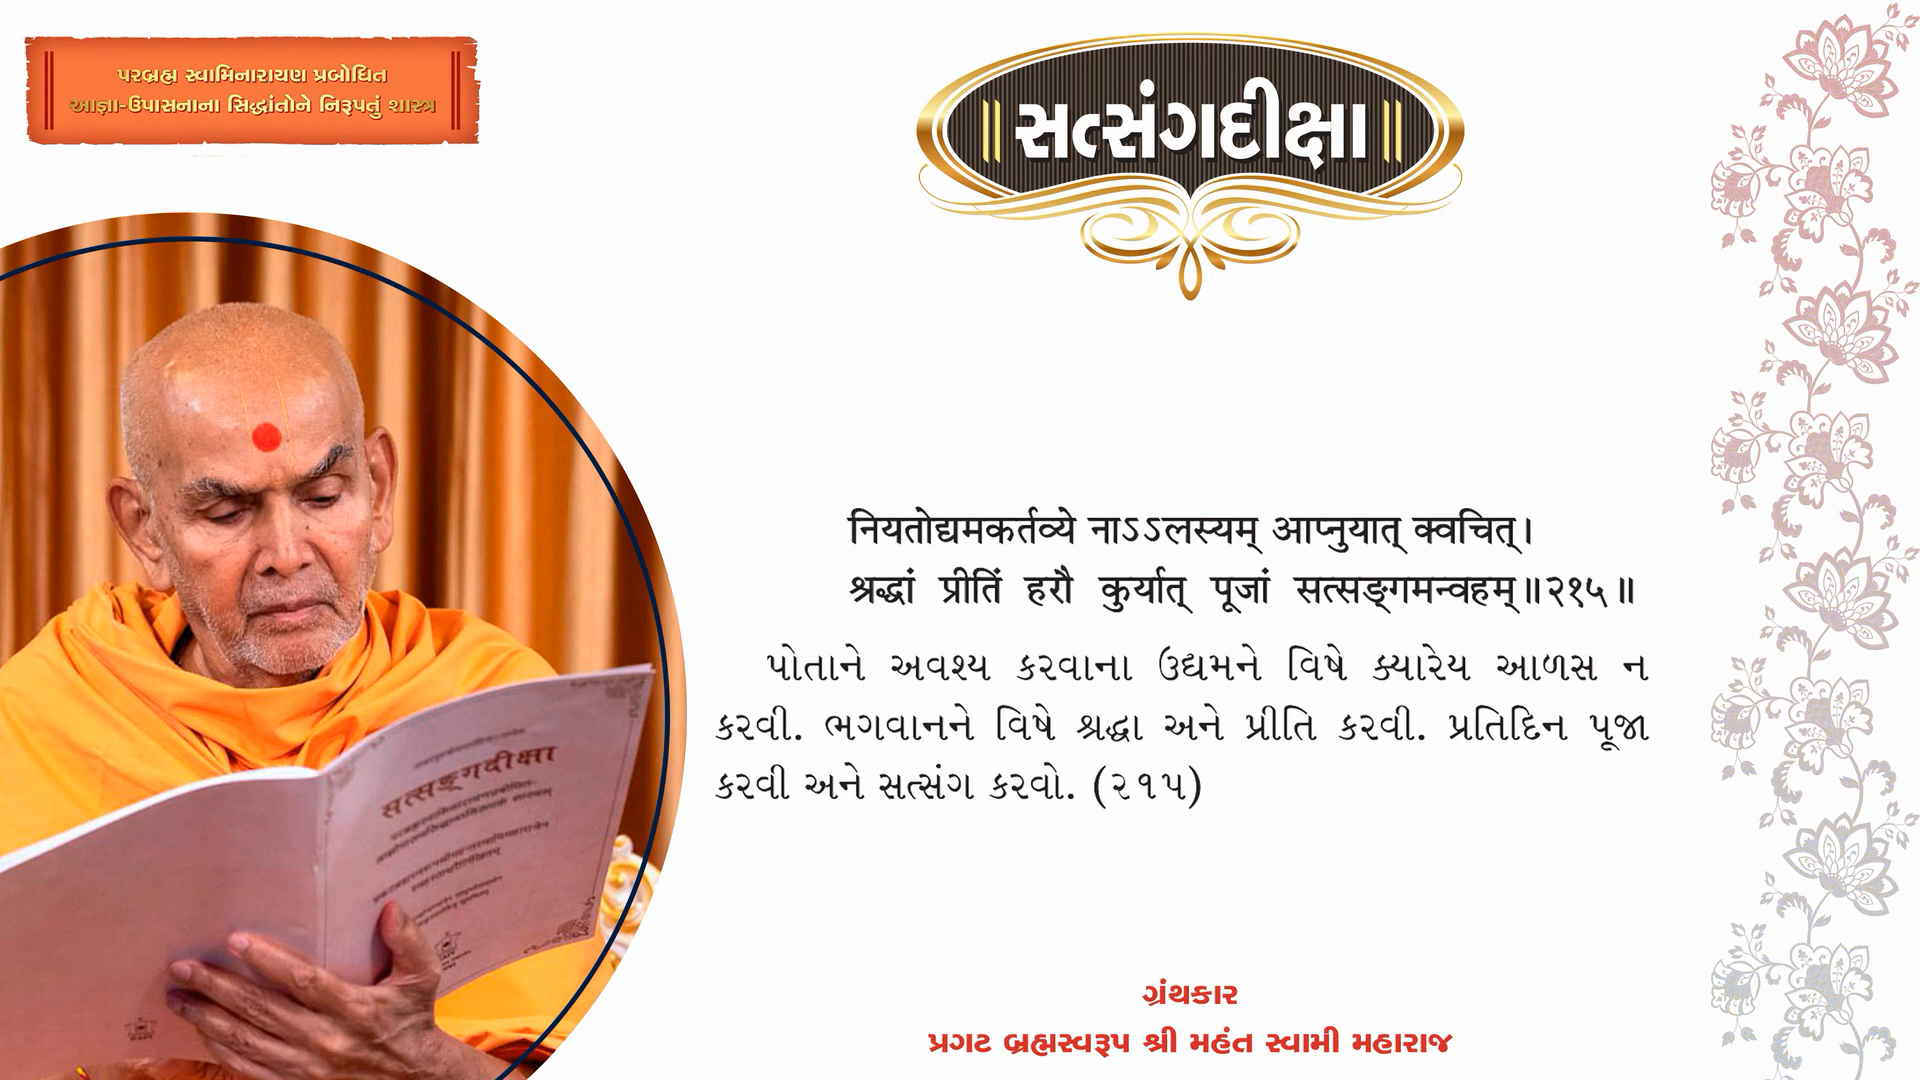 પરબ્રહ્મ સ્વામિનારાયણ પ્રબોધિત
આજ્ઞા-ઉપાસનાના સિદ્ધાંતોને નિરૂપતું શાસ્ત્ર
॥ સત્સંગદીક્ષા ॥
नियतोद्यमकर्तव्ये नाऽऽलस्यम् आप्नुयात् क्वचित्।
श्रद्धां प्रीतिं हरौ कुर्यात् पूजां सत्सङ्गमन्वहम्॥२१५॥
પોતાને અવશ્ય કરવાના ઉદ્યમને વિષે ક્યારેય આળસ ન
કરવી. ભગવાનને વિષે શ્રદ્ધા અને પ્રીતિ કરવી. પ્રતિદિન પૂજા
કરવી અને સત્સંગ કરવો. (૨૧૫)
सत्सङ्गदीक्षा
ગ્રંથકાર
પ્રગટ બ્રહ્મસ્વરૂપ શ્રી મહંત સ્વામી મહારાજ